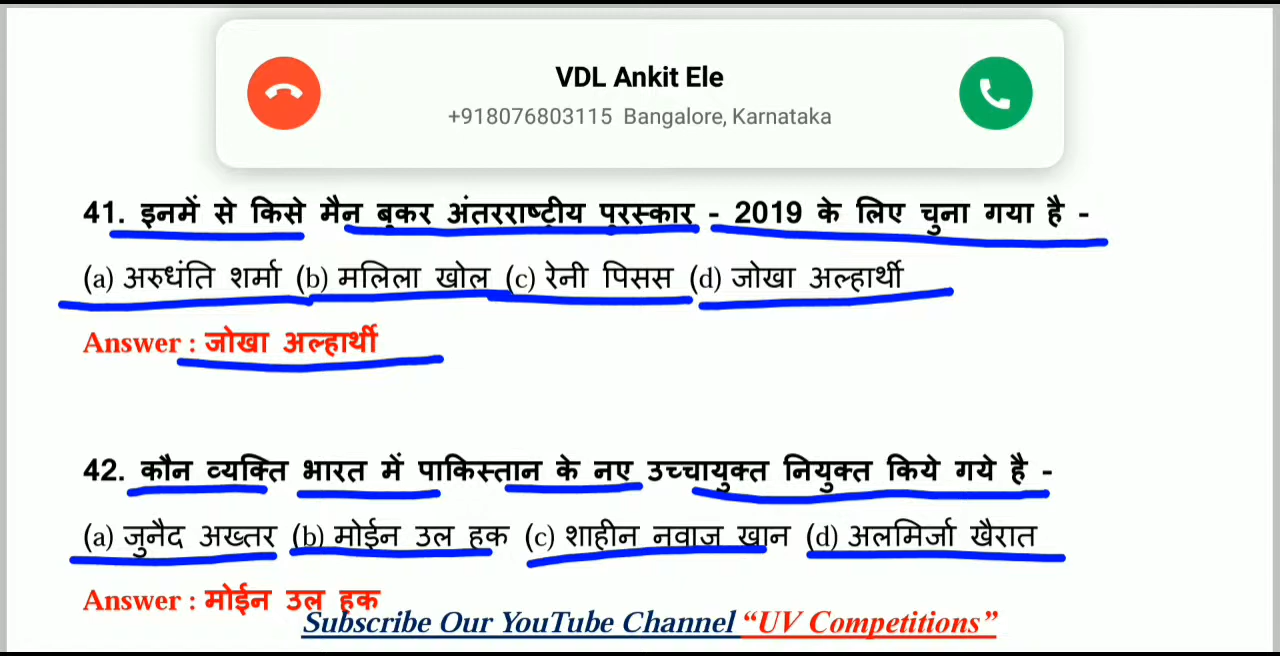 VDL Ankit Ele
+918076803115 Bangalore, Karnataka
41. इनमें से किसे मैन बूकर अंतरराष्ट्रीय पुरस्कार - 2019 के लिए चुना गया है -
(a) अरुधंति शर्मा (b) मलिला खोल (c) रेनी पिसस (d) जोखा अल्हार्थी
Answer : जोखा अल्हार्थी
42. कौन व्यक्ति भारत में पाकिस्तान के नए उच्चायुक्त नियुक्त किये गये है -
(a) जुनैद अख्तर (b) मोईन उल हक (c) शाहीन नवाज खान (d) अलमिर्जा खैरात
Answer : मोईन उल हक
Subscribe Our YouTube Channel “UV Competitions”